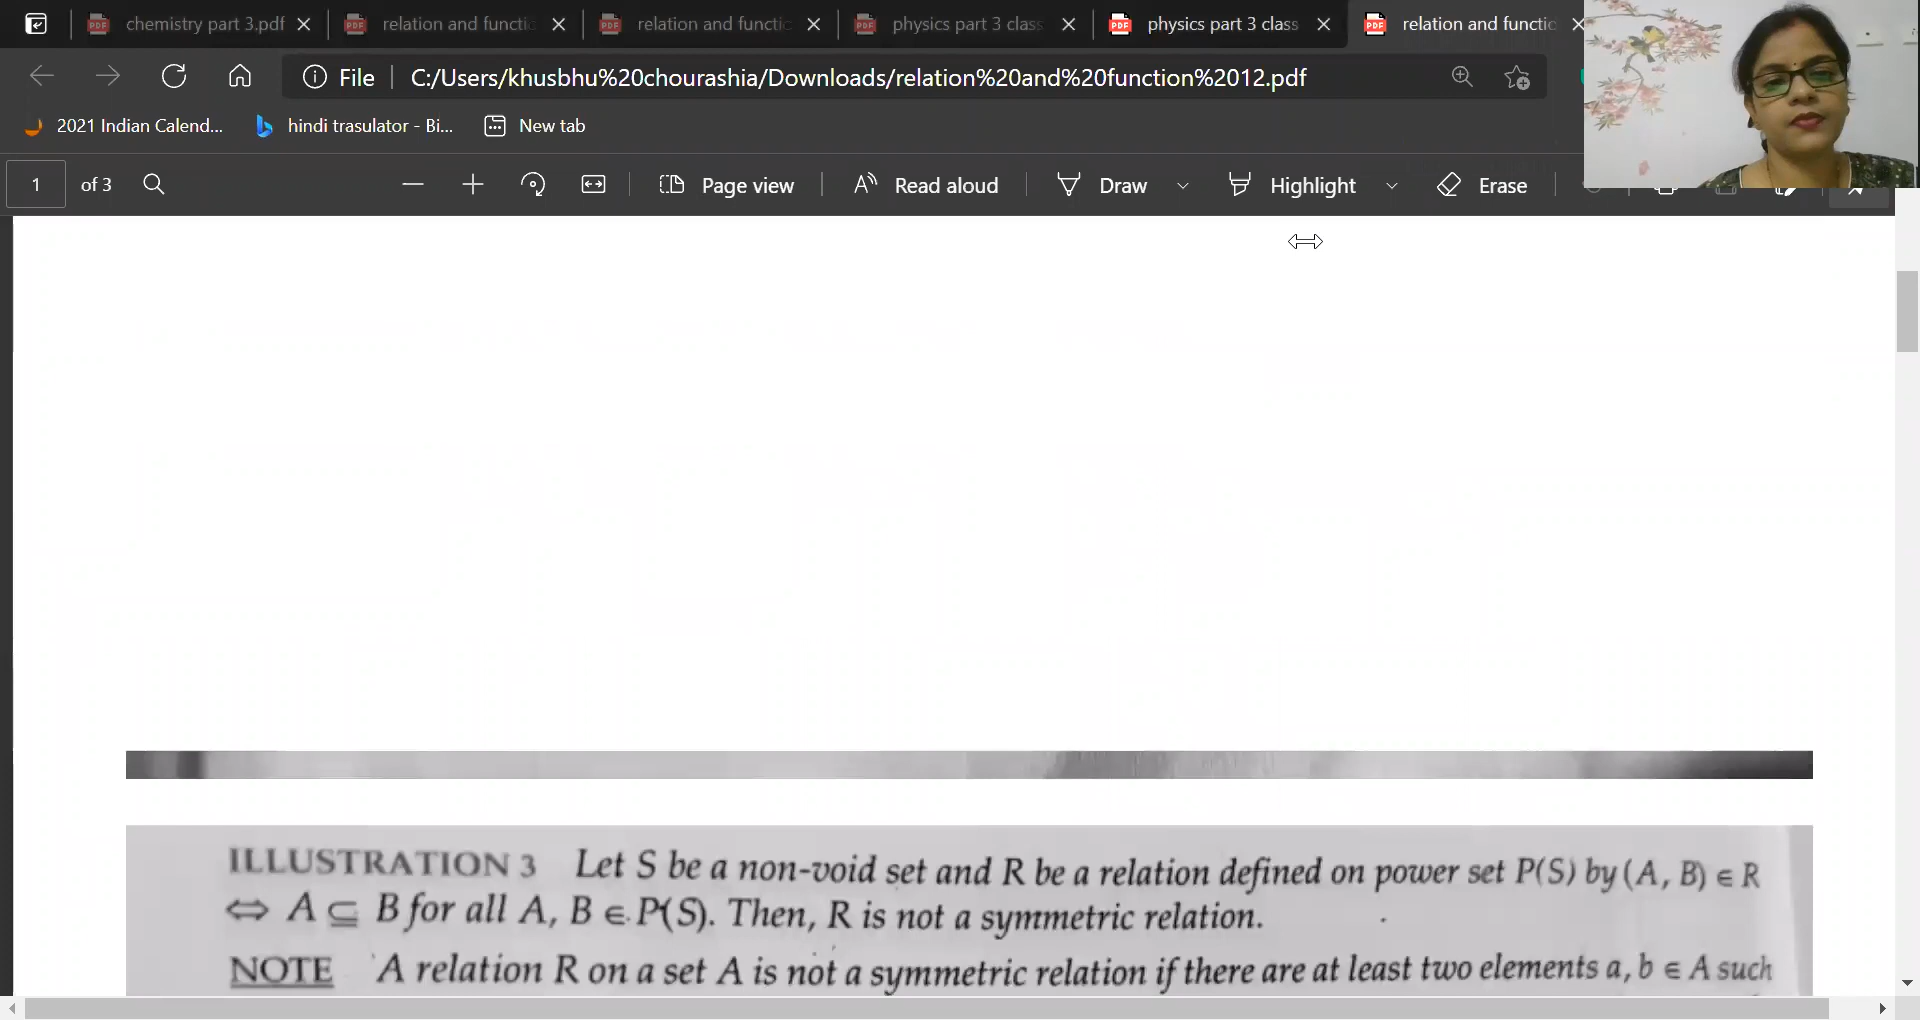 chemistry part 3.pdf
relation and functi
relation and functio
physics part 3 class
physics part 3 class
relation and functio
File
C:/Users/khusbhu%20chourashia/Downloads/relation%20and%20function%2012.pdf
2021 Indian Calend...
hindi trasulator - Bi...
New tab
1 of 3
Page view
Read aloud
Draw
Highlight
Erase
ILLUSTRATION 3 Let S be a non-void set and R be a relation defined on power set P(S) by (A, B) ∈ R
⇔ A ⊆ B for all A, B ∈ P(S). Then, R is not a symmetric relation.
NOTE A relation R on a set A is not a symmetric relation if there are at least two elements a, b ∈ A such